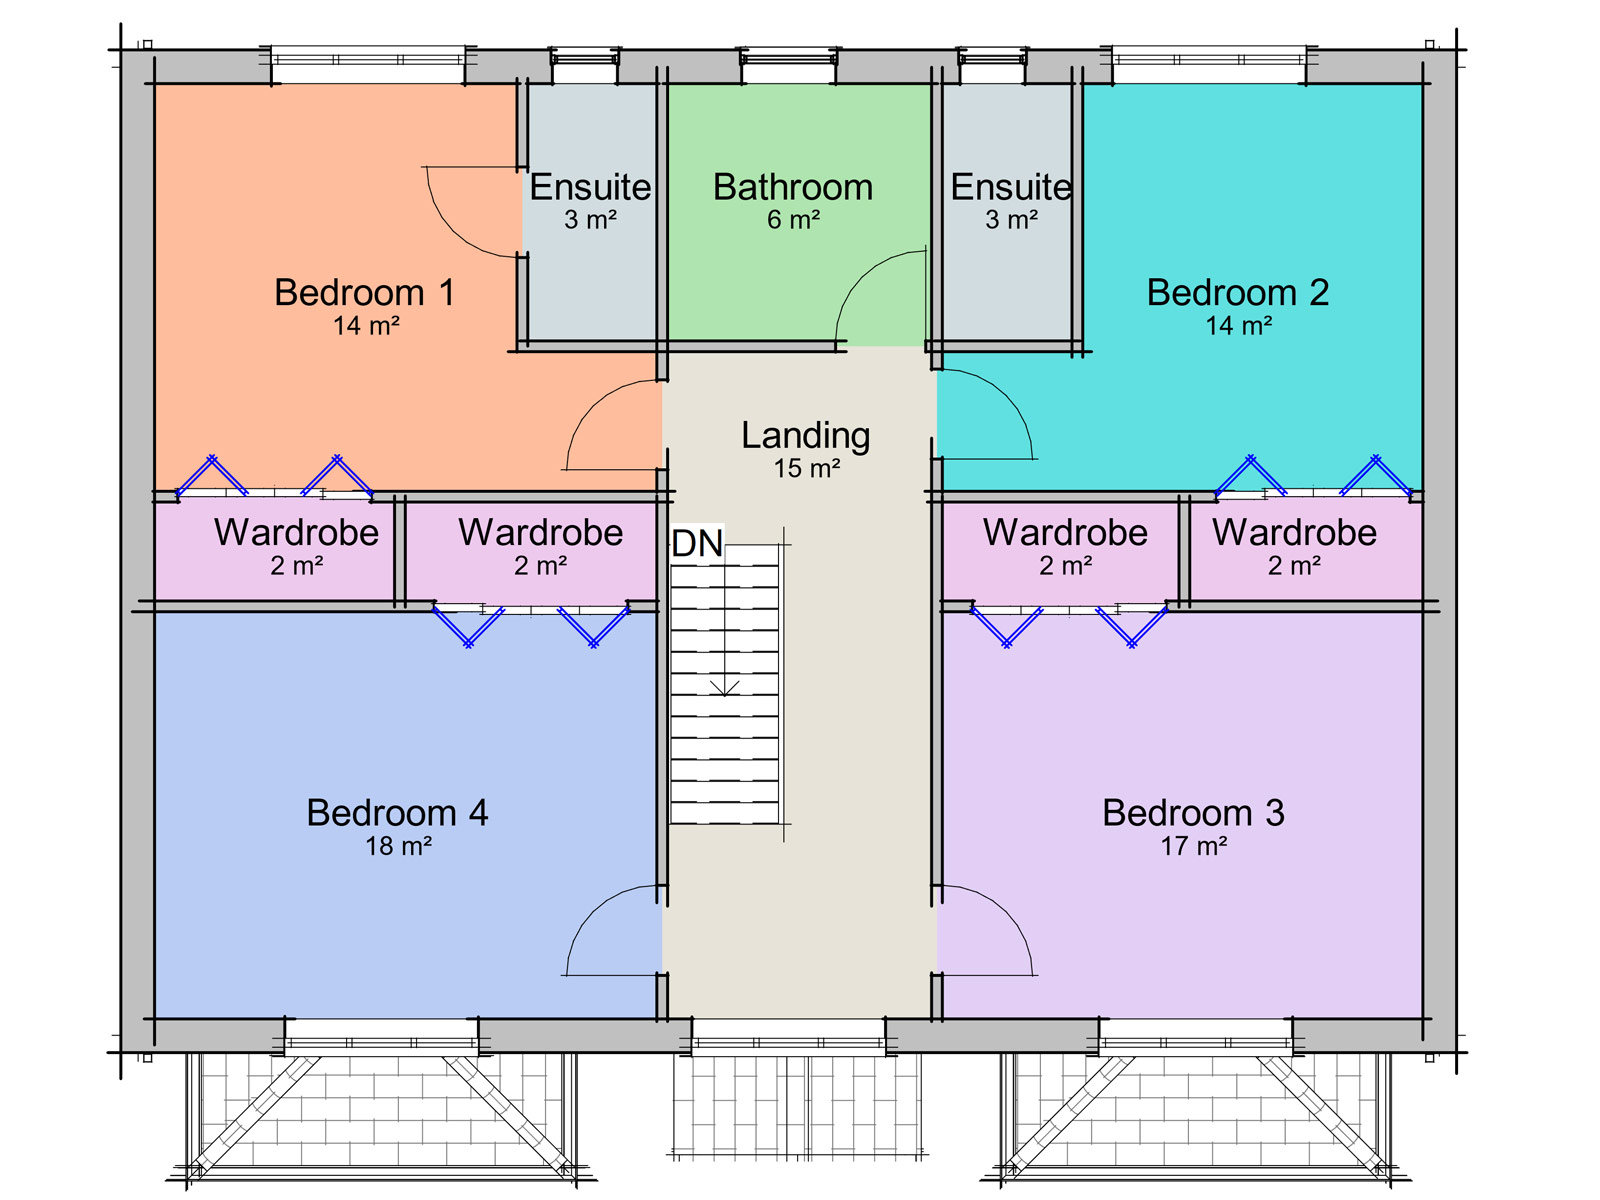 Ensuite
3 m²
Bathroom
6 m²
Ensuite
3 m²
Bedroom 1
14 m²
Bedroom 2
14 m²
Landing
15 m²
Wardrobe
2 m²
Wardrobe
2 m²
DN
Wardrobe
2 m²
Wardrobe
2 m²
Bedroom 4
18 m²
Bedroom 3
17 m²